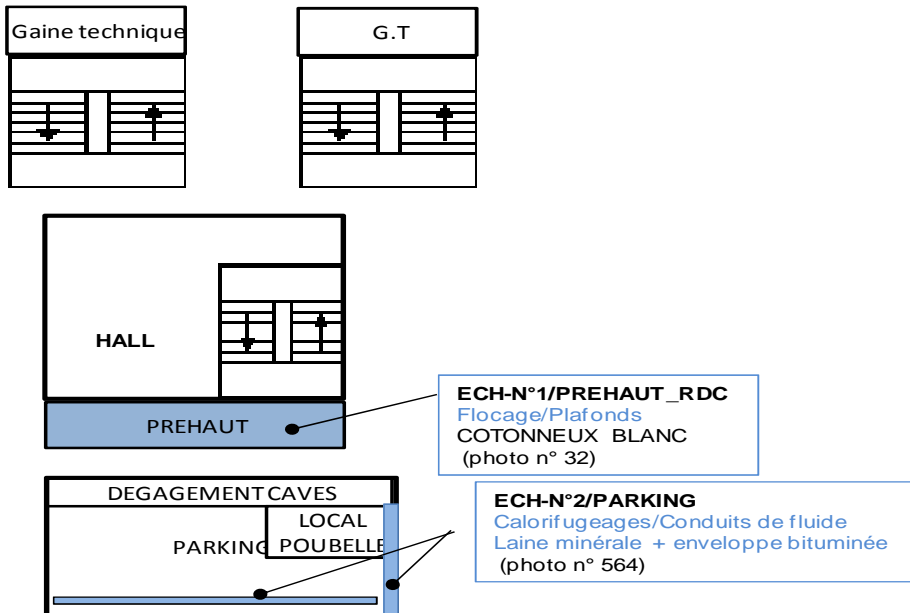 Gaine technique
G.T
HALL
PREHAUT
ECH-N°1/PREHAUT_RDC
Flocage/Plafonds
COTONNEUX BLANC
(photo n° 32)
DEGAGEMENT CAVES
LOCAL
POUBELLE
PARKING
ECH-N°2/PARKING
Calorifugeages/Conduits de fluide
Laine minérale + enveloppe bituminée
(photo n° 564)